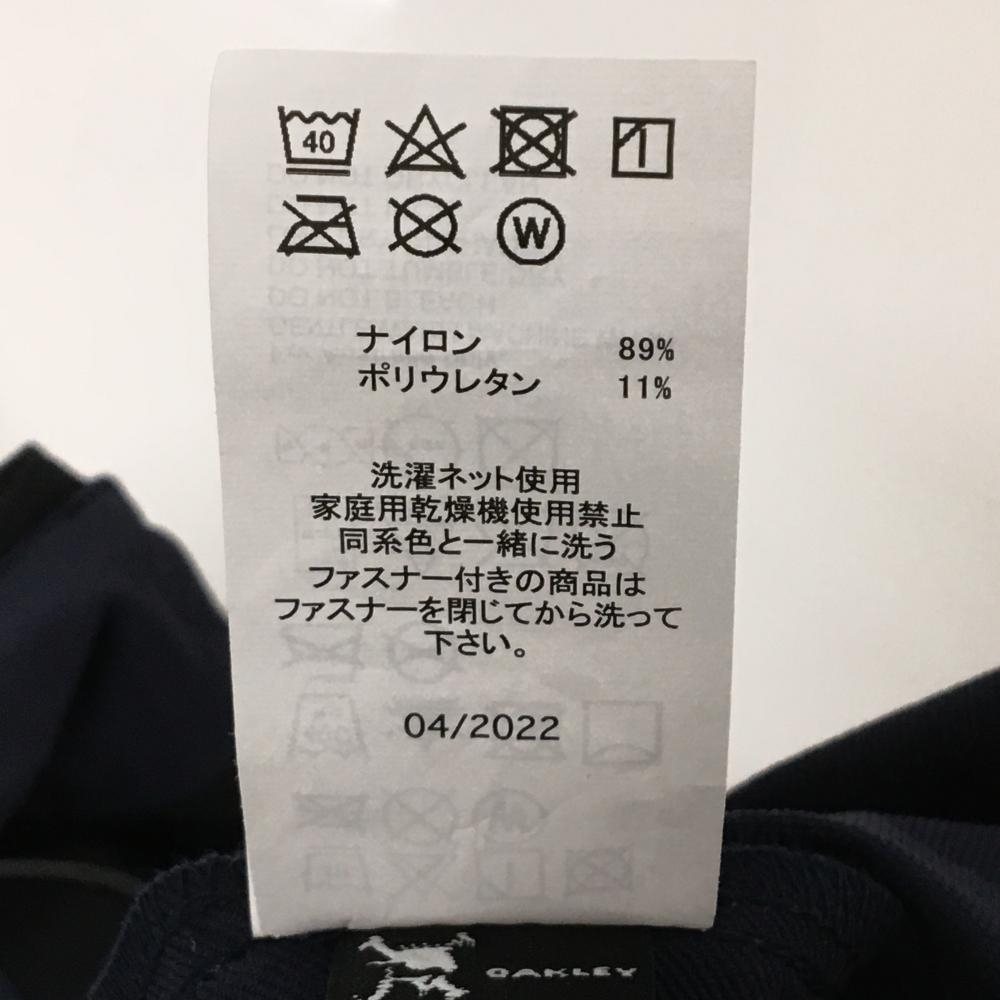 40
W
ナイロン 89%
ポリウレタン 11%
洗濯ネット使用
家庭用乾燥機使用禁止
同系色と一緒に洗う
ファスナー付きの商品は
ファスナーを閉じてから洗って
下さい。
04/2022
OAKLEY